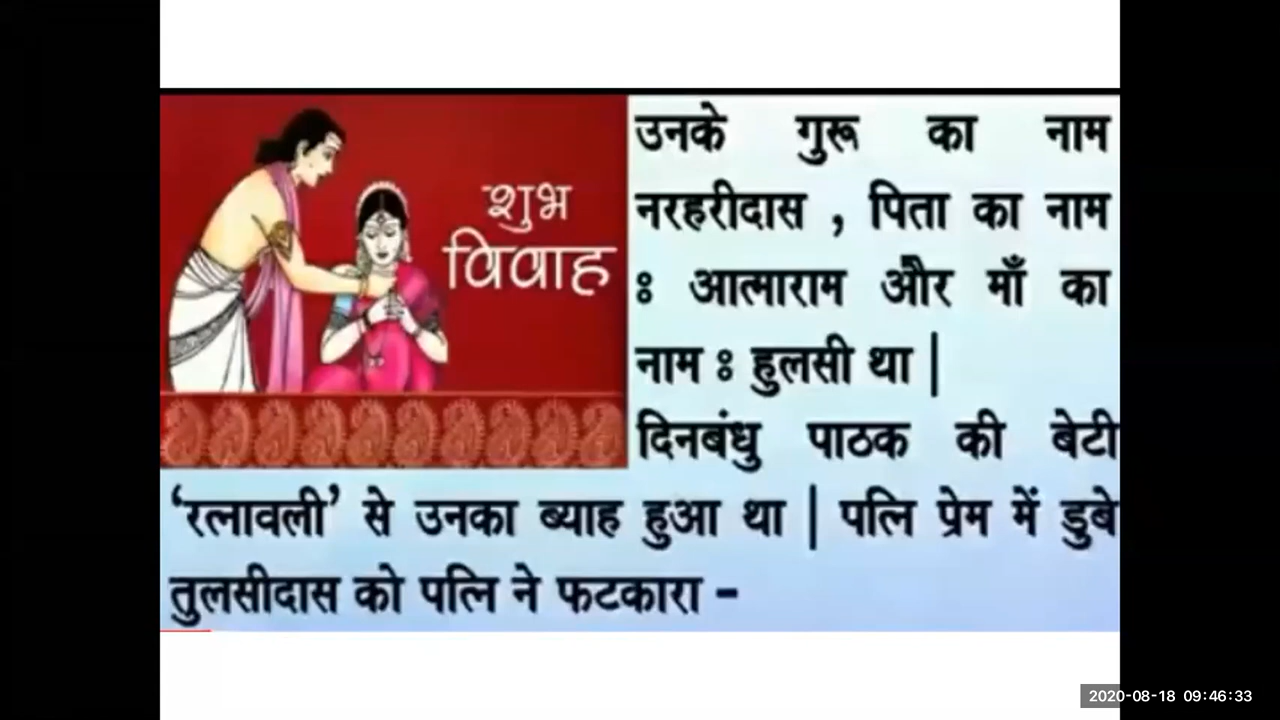 शुभ
विवाह
उनके गुरू का नाम
नरहरीदास , पिता का नाम
: आत्माराम और माँ का
नाम : हुलसी था |
दिनबंधु पाठक की बेटी
‘रत्नावली’ से उनका ब्याह हुआ था | पत्नि प्रेम में डुबे
तुलसीदास को पत्नि ने फटकारा -
2020-08-18 09:46:33